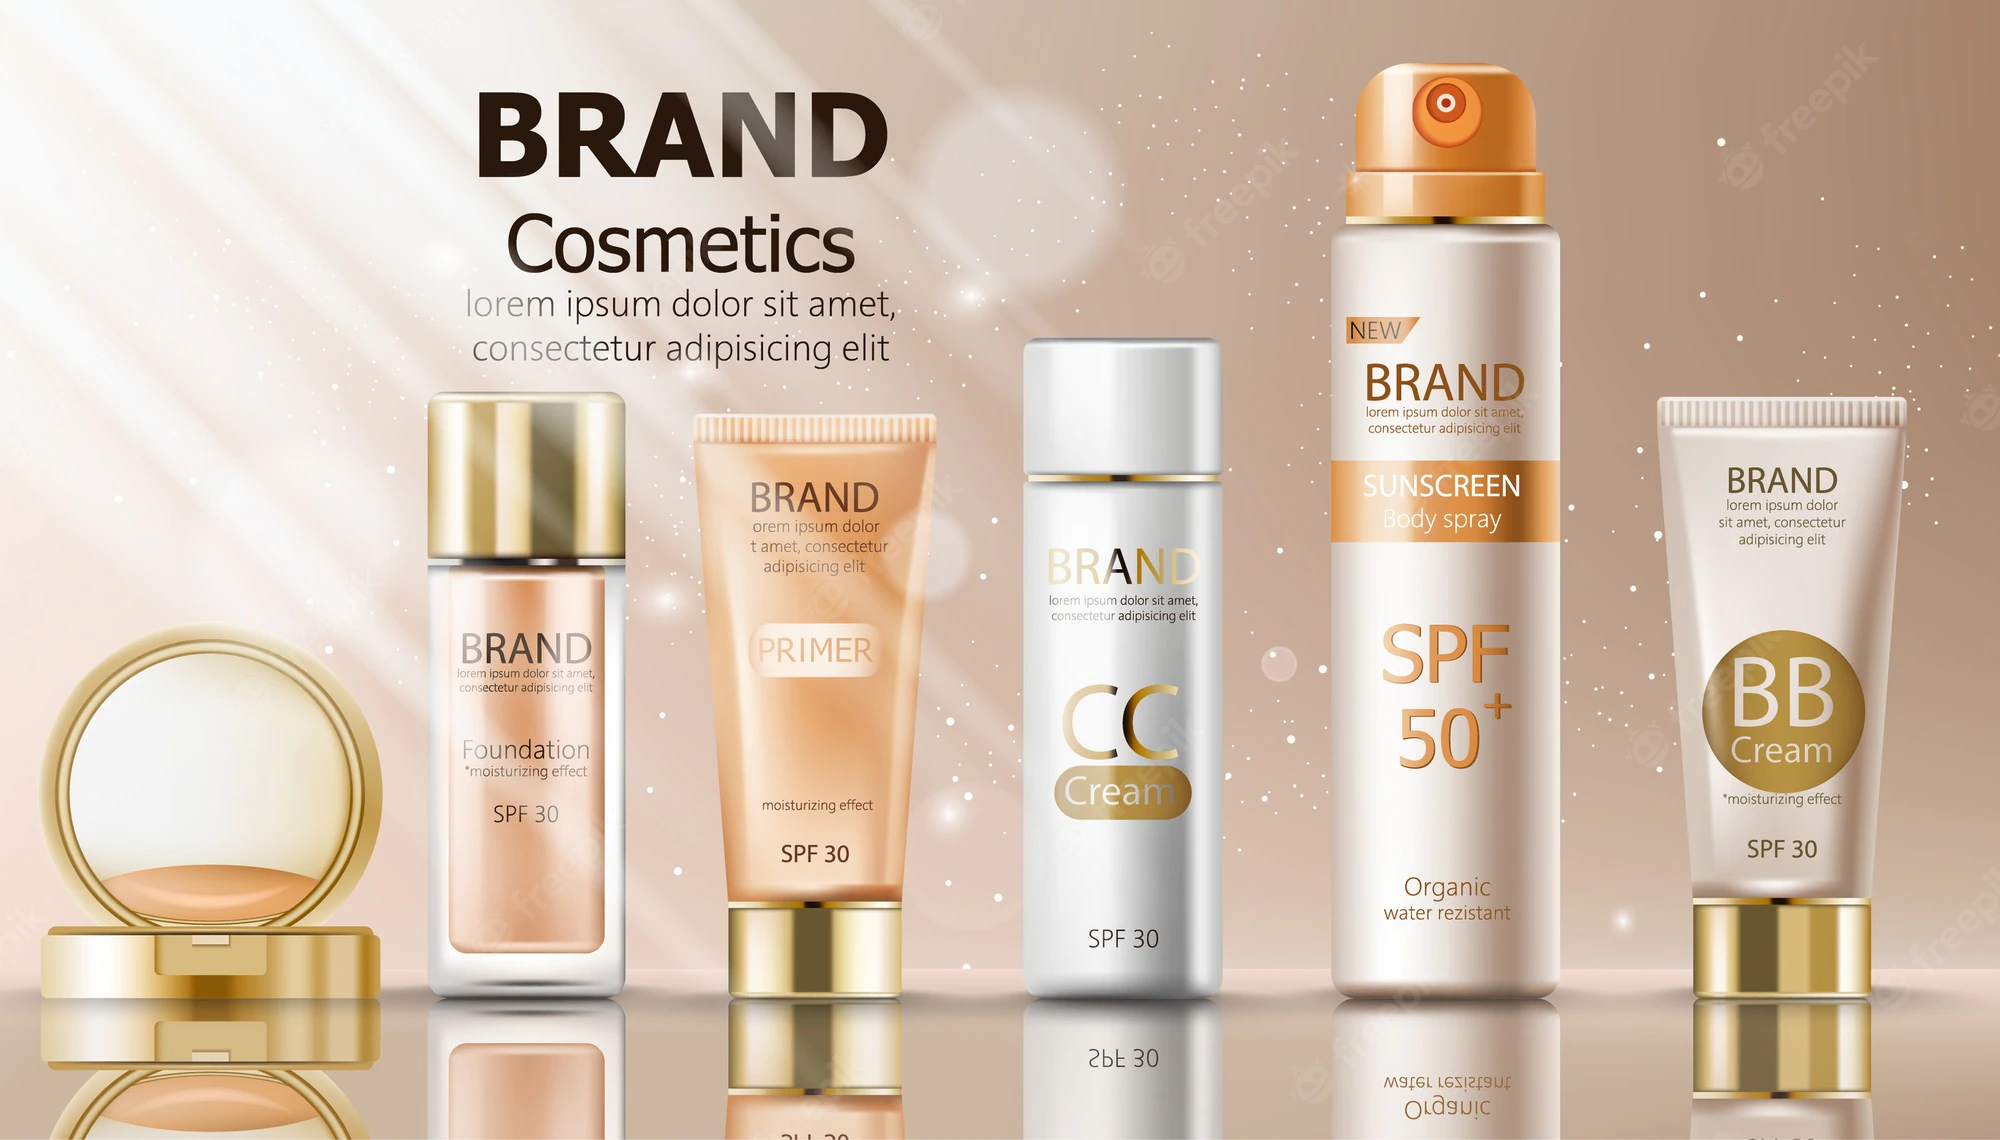 BRAND
Cosmetics
lorem ipsum dolor sit amet,
consectetur adipisicing elit
BRAND
lorem ipsum dolor sit amet,
consectetur adipisicing elit
Foundation
*moisturizing effect
SPF 30
BRAND
orem ipsum dolor
t amet, consectetur
adipisicing elit
PRIMER
moisturizing effect
SPF 30
BRAND
lorem ipsum dolor sit amet,
consectetur adipisicing elit
CC
Cream
SPF 30
NEW
BRAND
lorem ipsum dolor sit amet,
consectetur adipisicing elit
SUNSCREEN
Body spray
SPF
50+
Organic
water rezistant
BRAND
lorem ipsum dolor
sit amet, consectetur
adipisicing elit
BB
Cream
*moisturizing effect
SPF 30
freepik